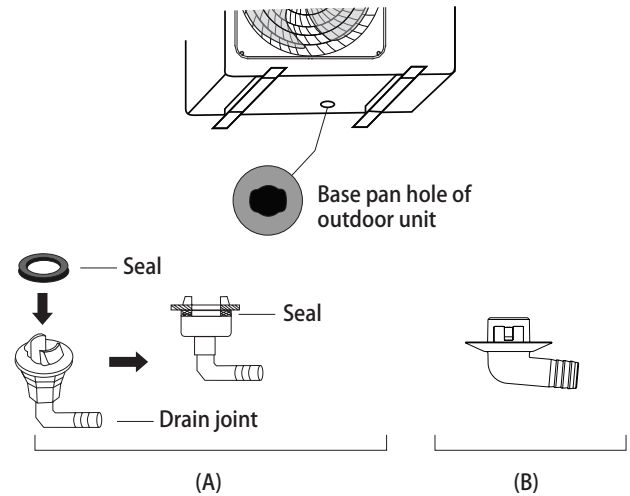 Base pan hole of
outdoor unit
Seal
Seal
Drain joint
(A)
(B)